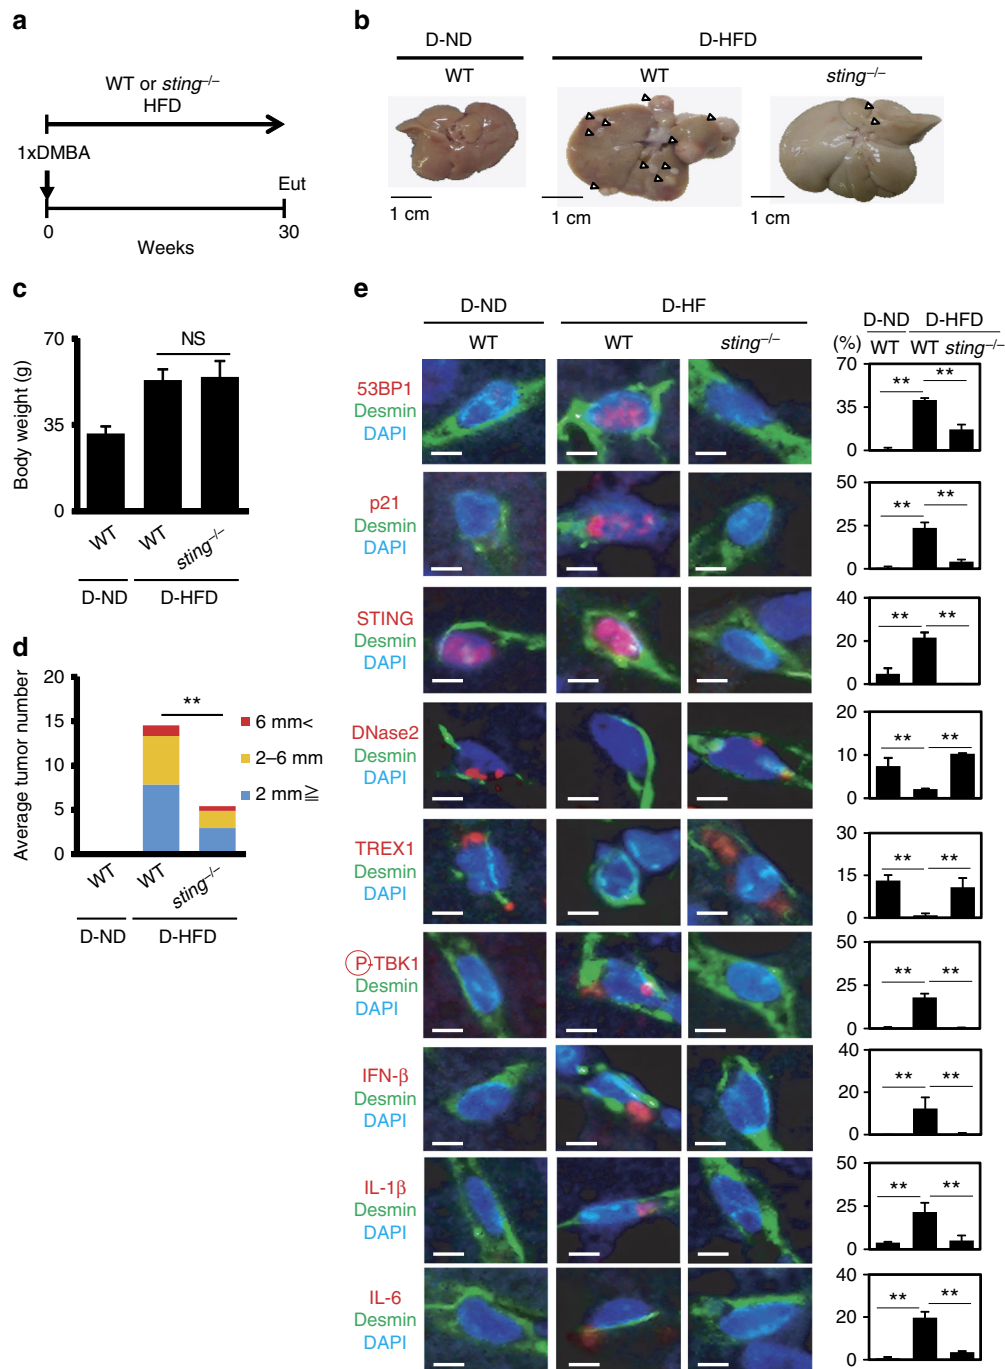 a
WT or sting–/–
HFD
1xDMBA
Eut
0
30
Weeks
b
D-ND
D-HFD
WT
WT
sting–/–
1 cm
1 cm
1 cm
c
Body weight (g)
70
35
0
NS
WT
WT
sting–/–
D-ND
D-HFD
d
Average tumor number
20
15
10
5
0
**
6 mm<
2–6 mm
2 mm≧
WT
WT
sting–/–
D-ND
D-HFD
e
D-ND
D-HF
WT
WT
sting–/–
D-ND
D-HFD
(%)
WT
WT
sting–/–
53BP1
Desmin
DAPI
70
35
0
**
**
p21
Desmin
DAPI
50
25
0
**
**
STING
Desmin
DAPI
40
20
0
**
**
DNase2
Desmin
DAPI
20
10
0
**
**
TREX1
Desmin
DAPI
30
15
0
**
**
P-TBK1
Desmin
DAPI
50
25
0
**
**
IFN-β
Desmin
DAPI
40
20
0
**
**
IL-1β
Desmin
DAPI
50
25
0
**
**
IL-6
Desmin
DAPI
40
20
0
**
**